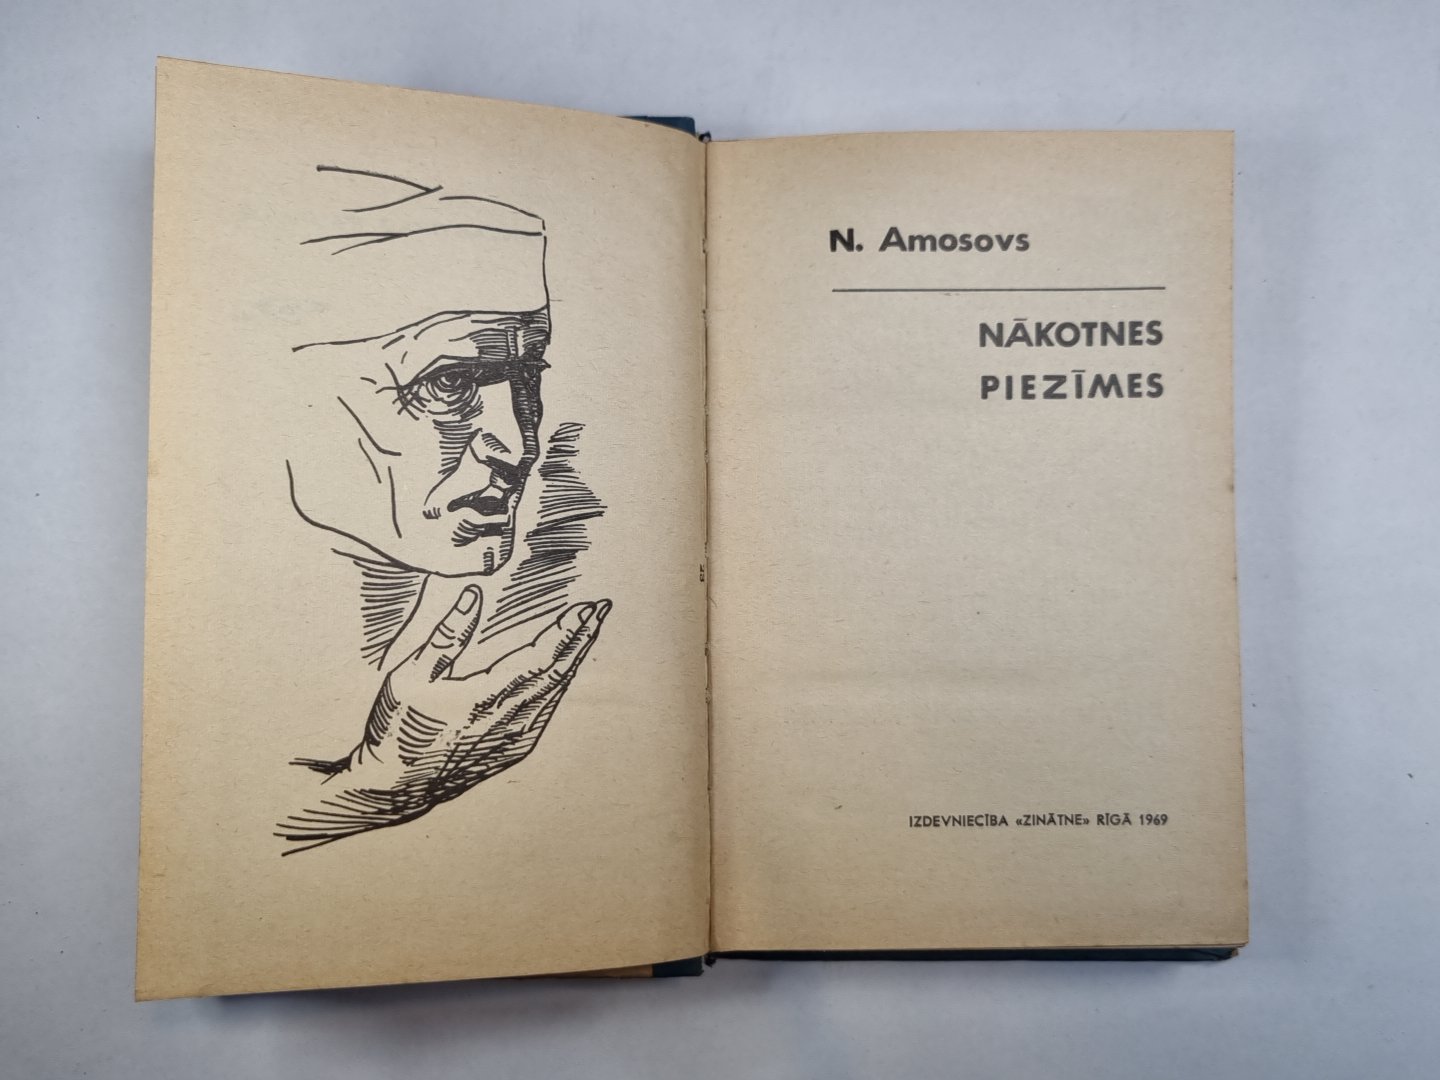 N. Amosovs
NĀKOTNES
PIEZĪMES
IZDEVNIECĪBA «ZINĀTNE» RĪGĀ 1969